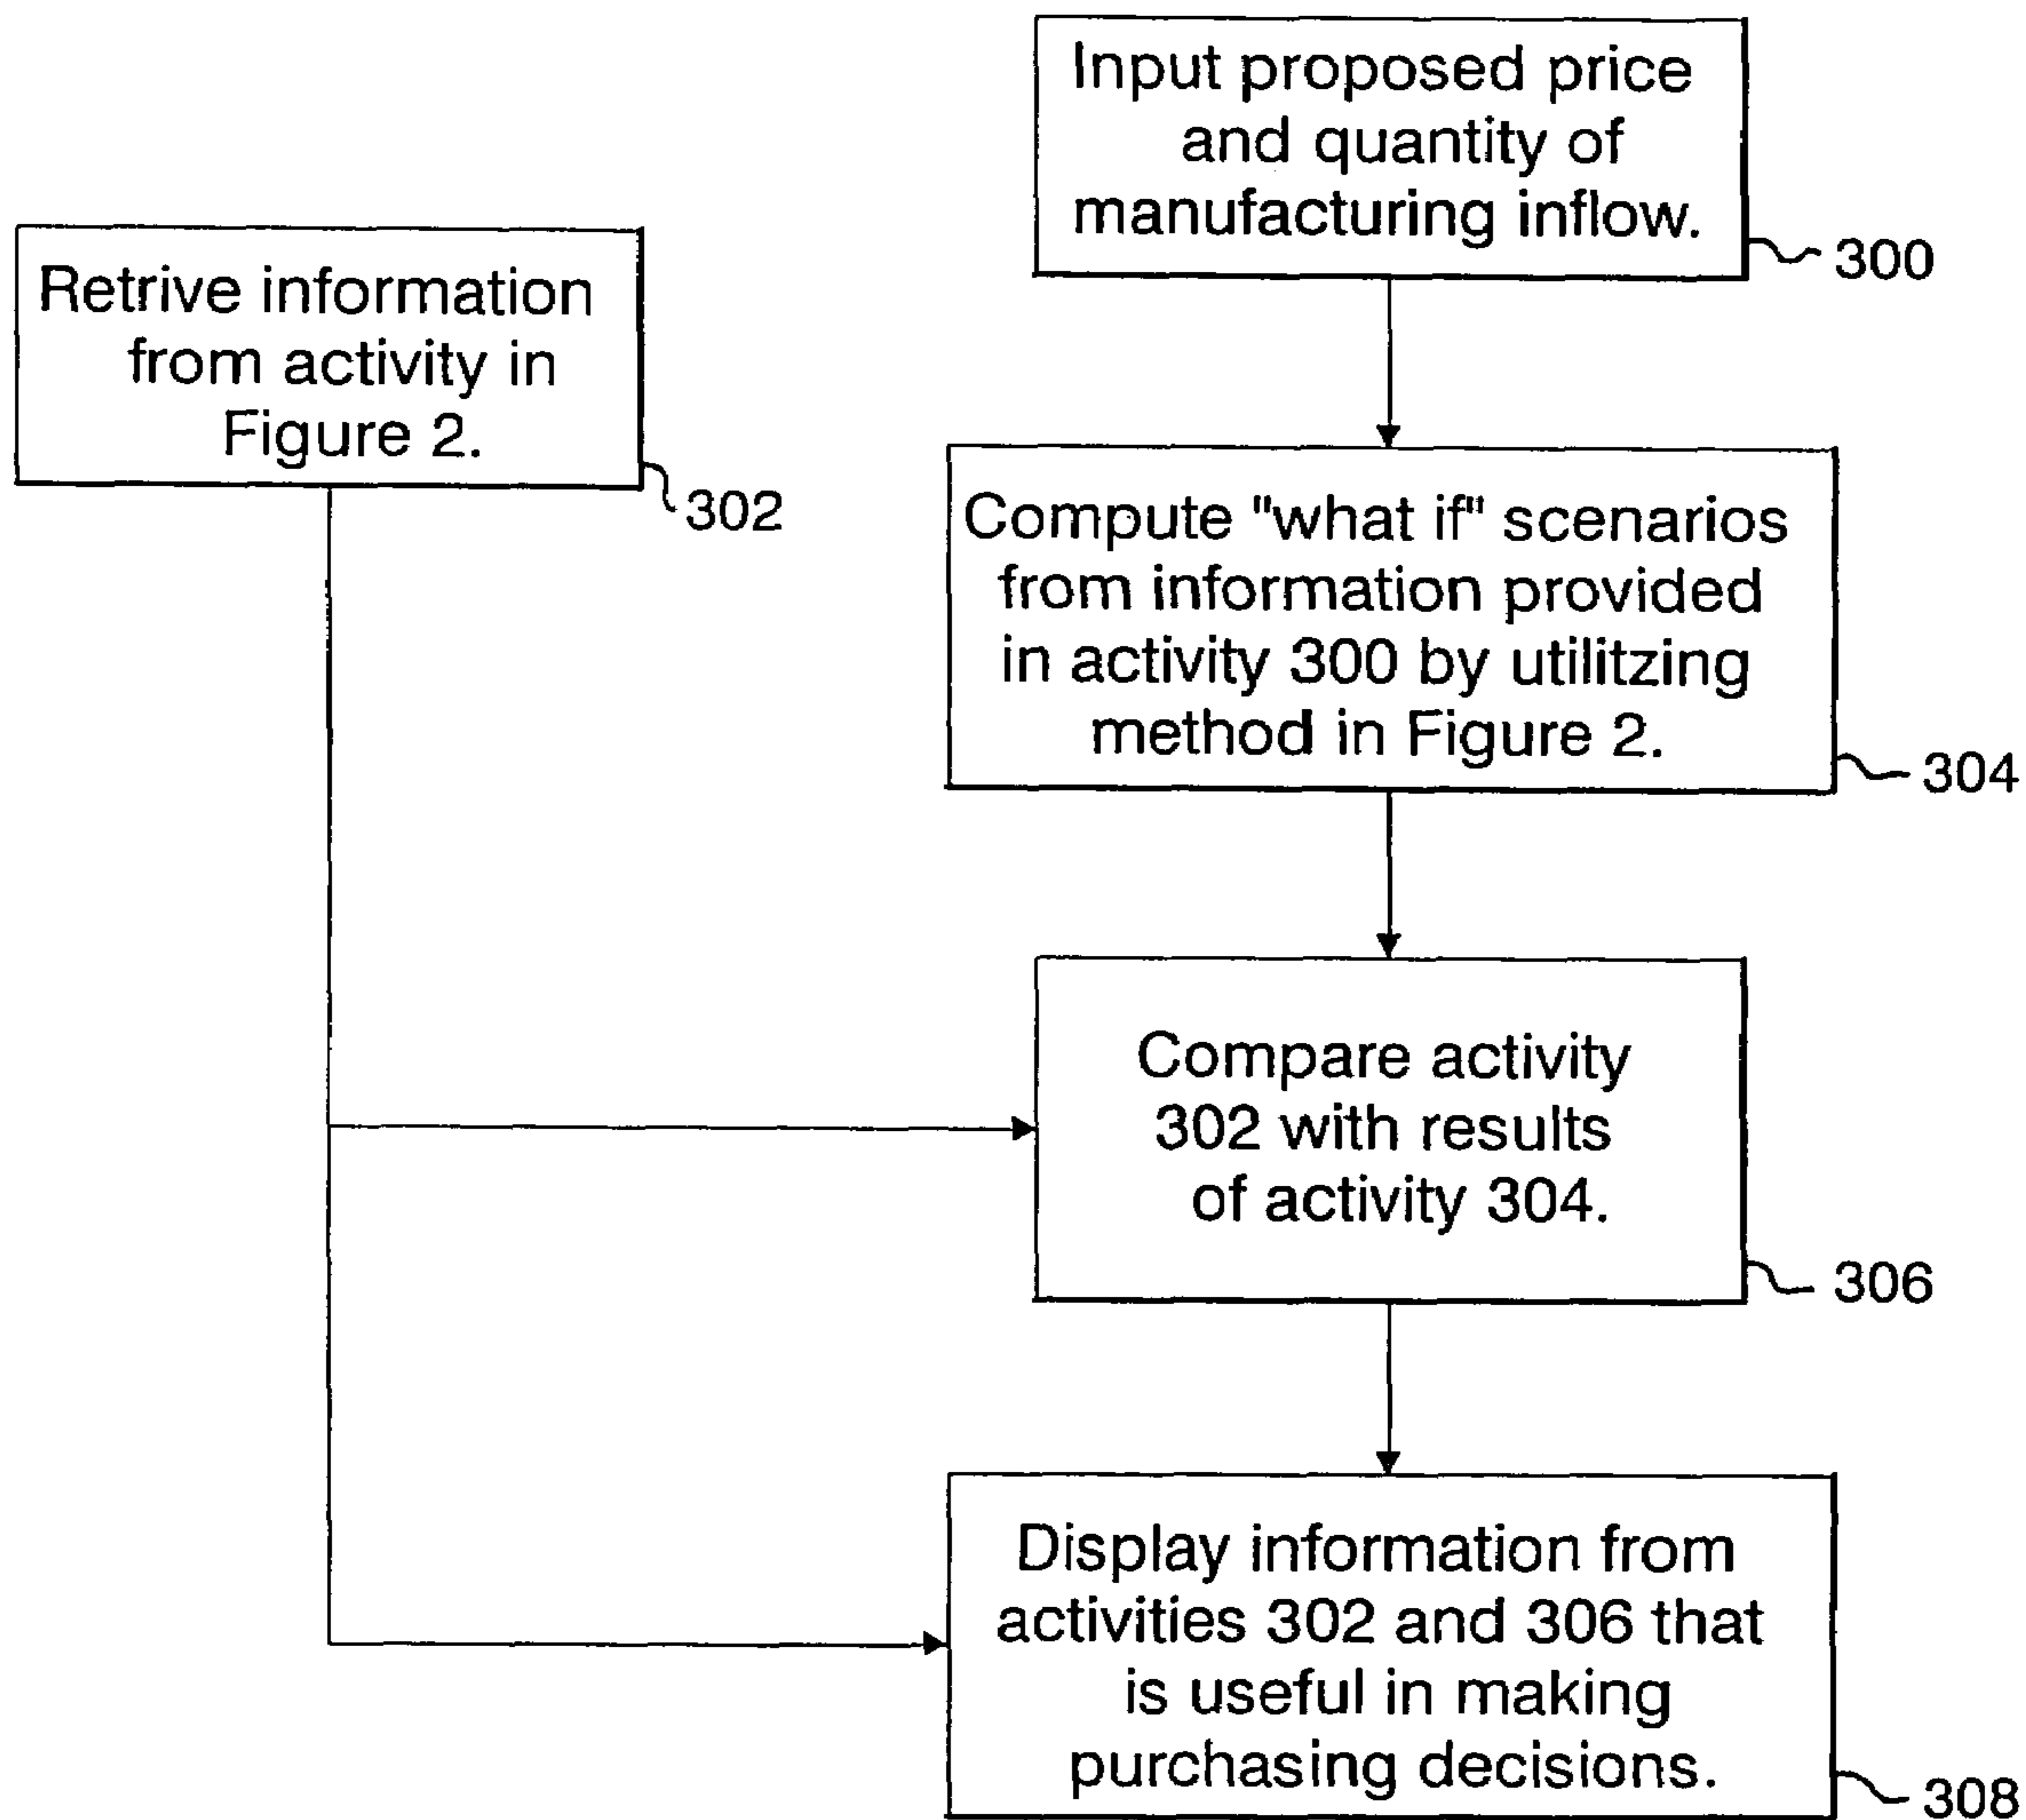 Input proposed price
and quantity of
manufacturing inflow.
300
Retrive information
from activity in
Figure 2.
302
Compute "what if" scenarios
from information provided
in activity 300 by utilitzing
method in Figure 2.
304
Compare activity
302 with results
of activity 304.
306
Display information from
activities 302 and 306 that
is useful in making
purchasing decisions.
308